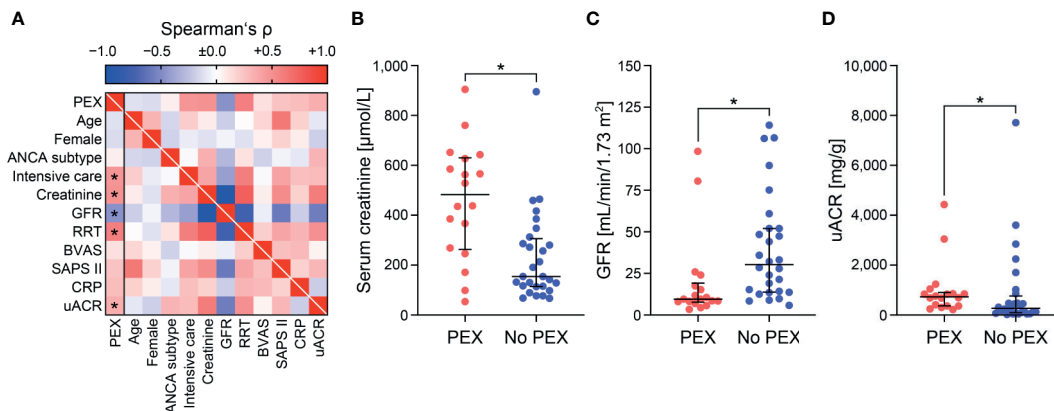 A
Spearman‘s ρ
−1.0 −0.5 ±0.0 +0.5 +1.0
PEX
Age
Female
ANCA subtype
Intensive care
Creatinine
GFR
RRT
BVAS
SAPS II
CRP
uACR
*
*
*
*
*
PEX
Age
Female
ANCA subtype
Intensive care
Creatinine
GFR
RRT
BVAS
SAPS II
CRP
uACR
B
Serum creatinine [µmol/L]
1,000
800
600
400
200
0
*
PEX No PEX
C
GFR [mL/min/1.73 m²]
150
125
100
75
50
25
0
*
PEX No PEX
D
uACR [mg/g]
10,000
8,000
6,000
4,000
2,000
0
*
PEX No PEX